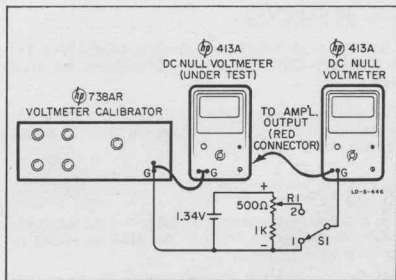 hp 413A
DC NULL VOLTMETER
(UNDER TEST)
hp 413A
DC NULL
VOLTMETER
hp 738AR
VOLTMETER CALIBRATOR
TO AMP'L.
OUTPUT
(RED
CONNECTOR)
G
G
G
LD-S-446
+
1.34V
500Ω
R1
2
1K
-
1
S1